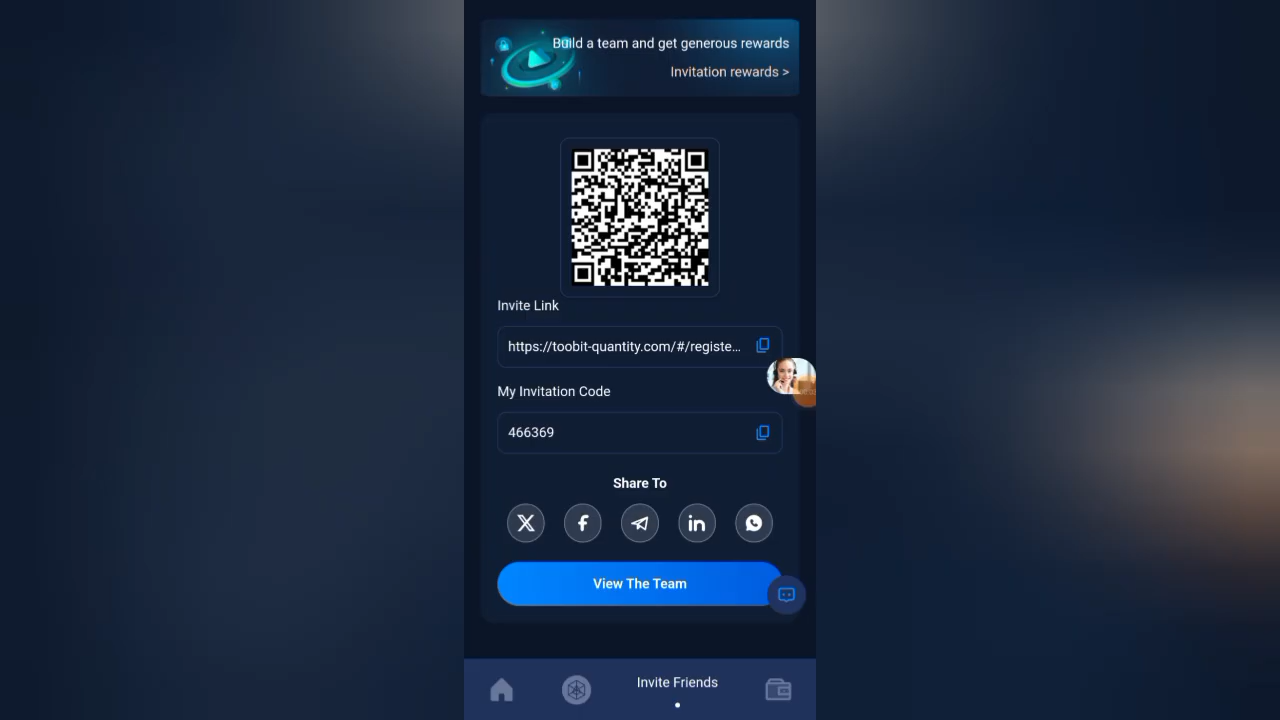 Build a team and get generous rewards
Invitation rewards >
Invite Link
https://toobit-quantity.com/#/registe...
My Invitation Code
466369
Share To
View The Team
Invite Friends